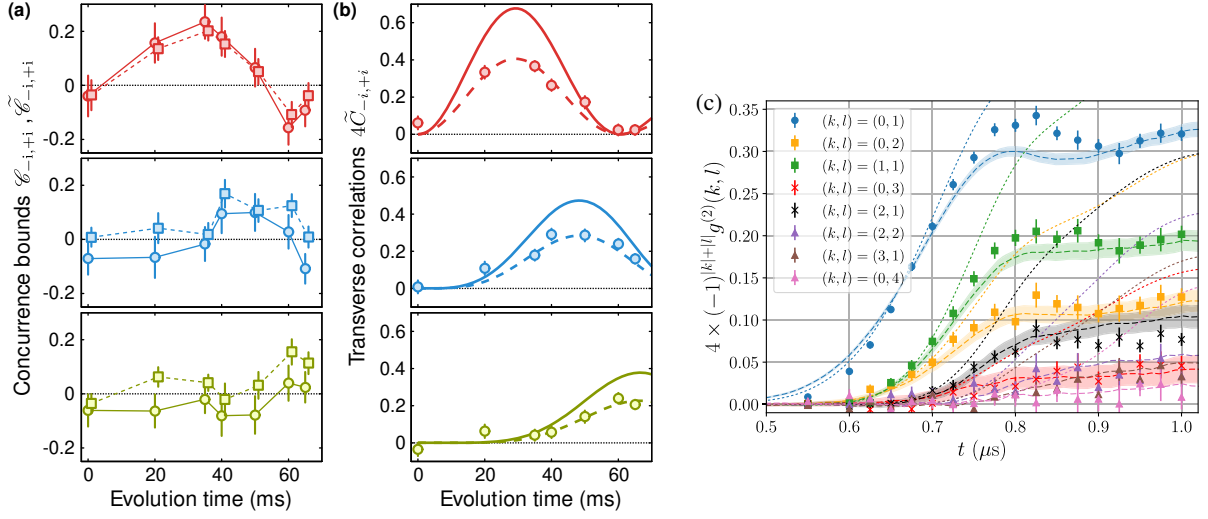 (a)
Concurrence bounds 𝒞₋ᵢ,₊ᵢ , 𝒞̃₋ᵢ,₊ᵢ
0.2
0
-0.2
0.2
0
-0.2
0.2
0
-0.2
0 20 40 60
Evolution time (ms)
(b)
Transverse correlations 4C̃₋ᵢ,₊ᵢ
0.6
0.4
0.2
0
0.6
0.4
0.2
0
0.6
0.4
0.2
0
0 20 40 60
Evolution time (ms)
(c)
4 × (−1)^{|k|+|l|} g^{(2)}(k, l)
0.35
0.30
0.25
0.20
0.15
0.10
0.05
0.00
(k, l) = (0, 1)
(k, l) = (0, 2)
(k, l) = (1, 1)
(k, l) = (0, 3)
(k, l) = (2, 1)
(k, l) = (2, 2)
(k, l) = (3, 1)
(k, l) = (0, 4)
0.5 0.6 0.7 0.8 0.9 1.0
t (μs)